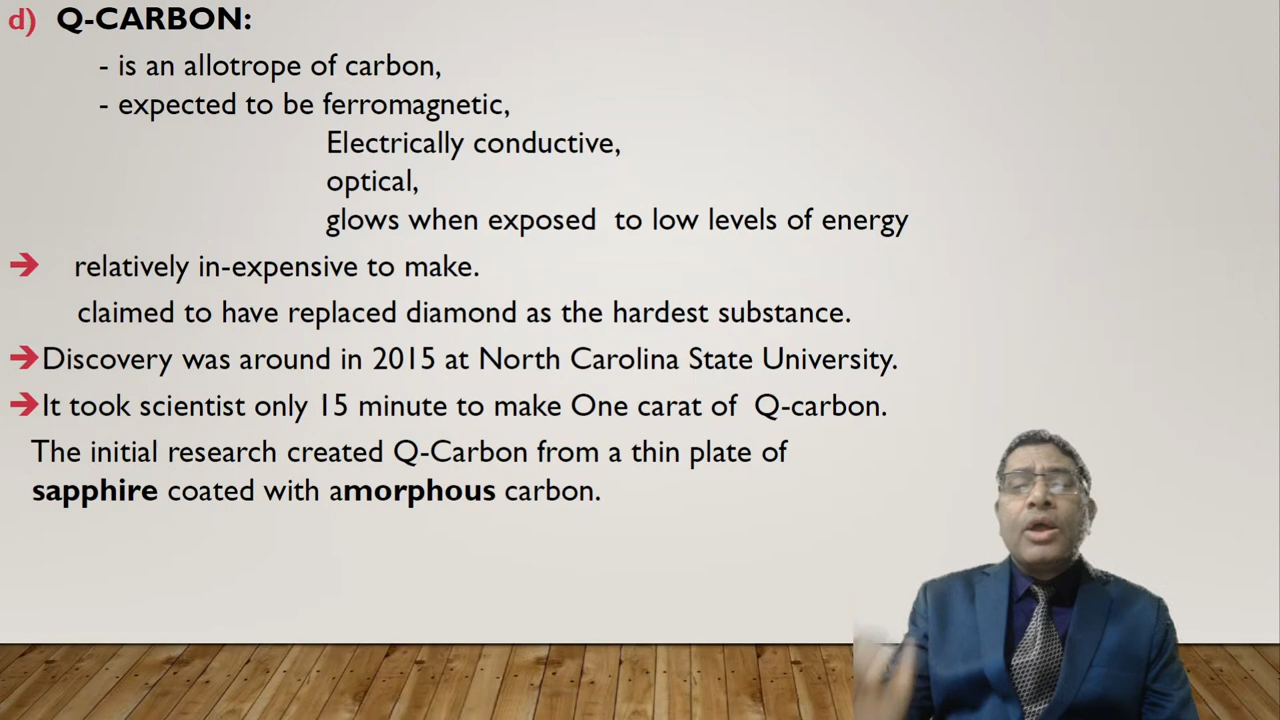 d) Q-CARBON:
- is an allotrope of carbon,
- expected to be ferromagnetic,
Electrically conductive,
optical,
glows when exposed to low levels of energy
➔ relatively in-expensive to make.
claimed to have replaced diamond as the hardest substance.
➔Discovery was around in 2015 at North Carolina State University.
➔It took scientist only 15 minute to make One carat of Q-carbon.
The initial research created Q-Carbon from a thin plate of
sapphire coated with amorphous carbon.